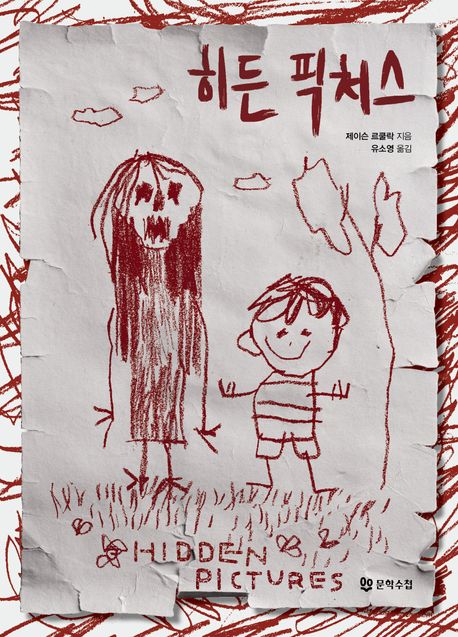 히든 픽쳐스
제이슨 르쿨락 지음
유소영 옮김
HIDDEN
PICTURES
문학수첩